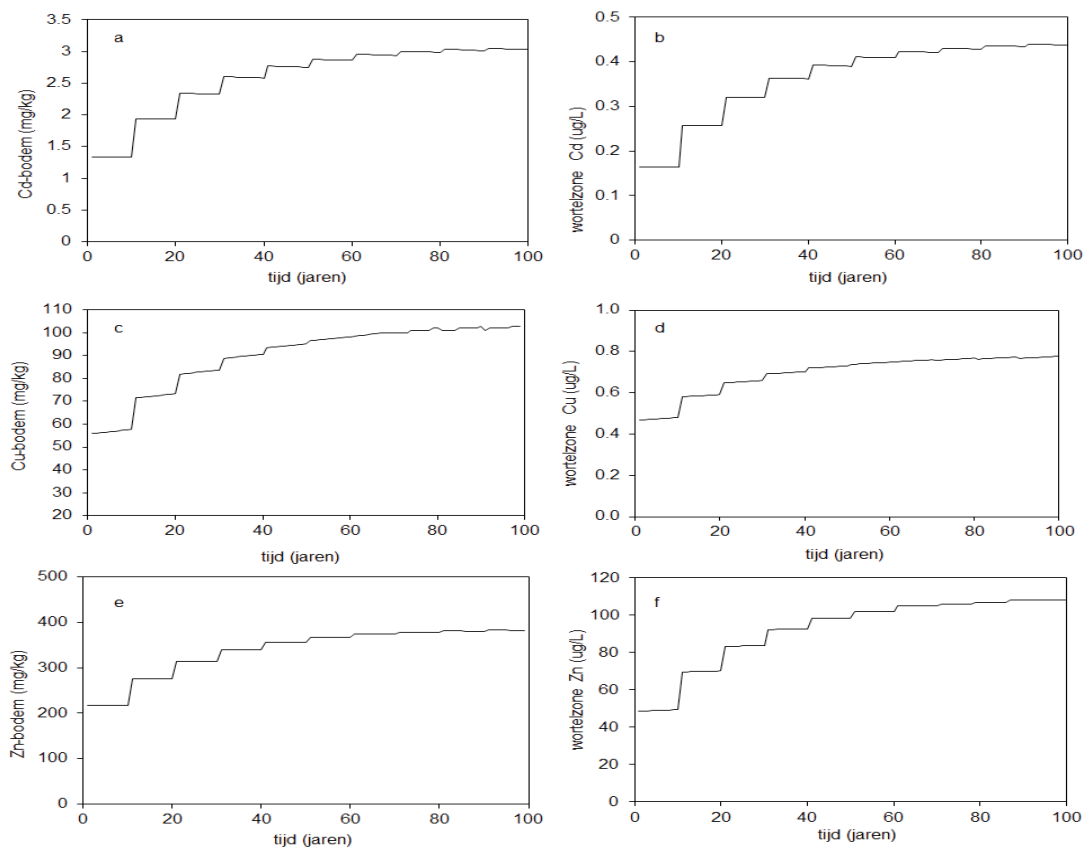 a
Cd-bodem (mg/kg)
3.5
3
2.5
2
1.5
1
0.5
0
0 20 40 60 80 100
tijd (jaren)
b
wortelzone Cd (ug/L)
0.5
0.4
0.3
0.2
0.1
0.0
0 20 40 60 80 100
tijd (jaren)
c
Cu-bodem (mg/kg)
110
100
90
80
70
60
50
40
30
20
0 20 40 60 80 100
tijd (jaren)
d
wortelzone Cu (ug/L)
1.0
0.8
0.6
0.4
0.2
0.0
0 20 40 60 80 100
tijd (jaren)
e
Zn-bodem (mg/kg)
500
400
300
200
100
0
0 20 40 60 80 100
tijd (jaren)
f
wortelzone Zn (ug/L)
120
100
80
60
40
20
0
0 20 40 60 80 100
tijd (jaren)